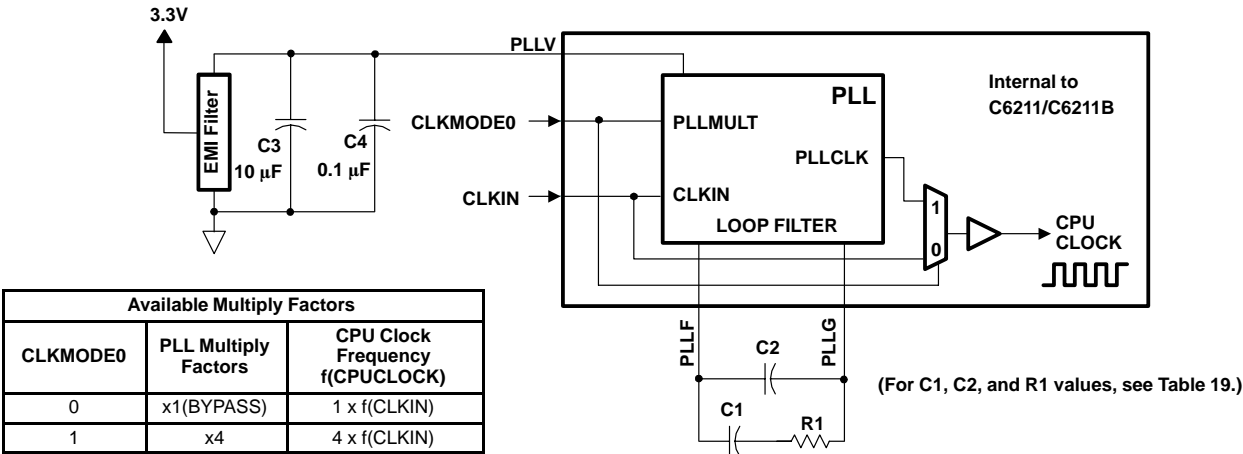 3.3V
PLLV
EMI Filter
C3
10 μF
C4
0.1 μF
CLKMODE0
CLKIN
PLL
PLLMULT
PLLCLK
CLKIN
LOOP FILTER
Internal to
C6211/C6211B
1
0
CPU
CLOCK
PLLF
PLLG
C2
C1
R1
(For C1, C2, and R1 values, see Table 19.)
Available Multiply Factors
CLKMODE0
PLL Multiply
Factors
CPU Clock
Frequency
f(CPUCLOCK)
0
x1(BYPASS)
1 x f(CLKIN)
1
x4
4 x f(CLKIN)